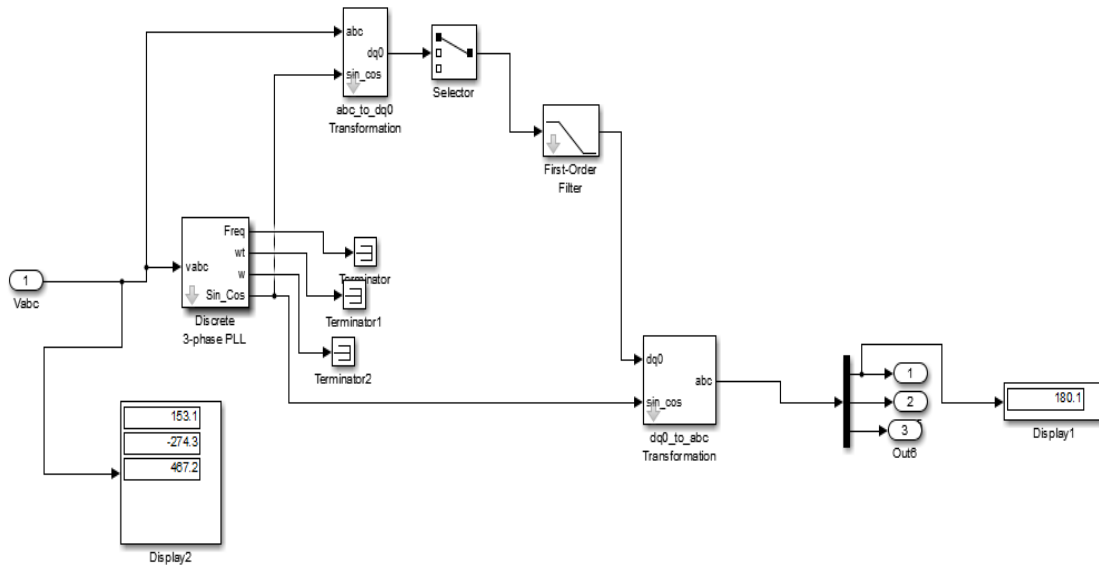 abc
dq0
sin_cos
abc_to_dq0
Transformation
Selector
First-Order
Filter
1
Vabc
vabc
Freq
wt
w
Sin_Cos
Discrete
3-phase PLL
Terminator
Terminator1
Terminator2
dq0
abc
sin_cos
dq0_to_abc
Transformation
1
2
3
Out6
180.1
Display1
153.1
-274.3
467.2
Display2